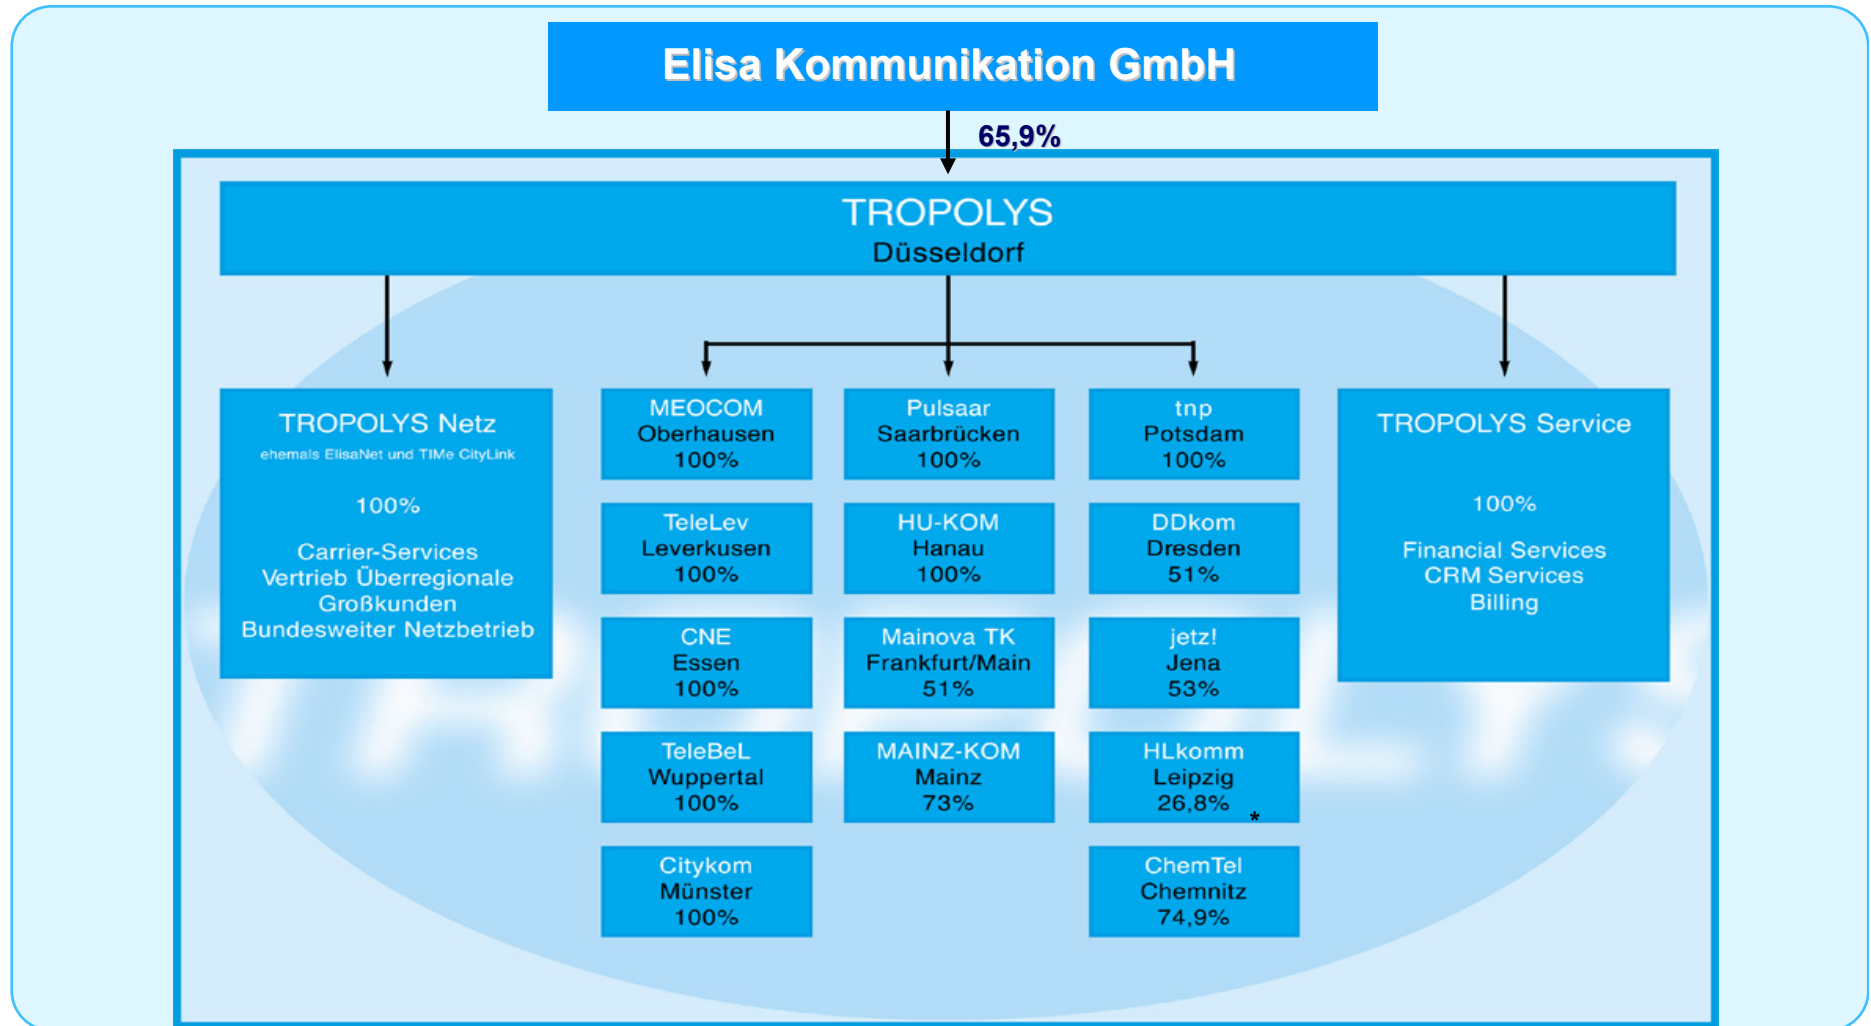 Elisa Kommunikation GmbH
65,9%
TROPOLYS
Düsseldorf
TROPOLYS Netz
ehemals ElisaNet und TIMe CityLink
100%
Carrier-Services
Vertrieb Überregionale
Großkunden
Bundesweiter Netzbetrieb
MEOCOM
Oberhausen
100%
TeleLev
Leverkusen
100%
CNE
Essen
100%
TeleBeL
Wuppertal
100%
Citykom
Münster
100%
Pulsaar
Saarbrücken
100%
HU-KOM
Hanau
100%
Mainova TK
Frankfurt/Main
51%
MAINZ-KOM
Mainz
73%
tnp
Potsdam
100%
DDkom
Dresden
51%
jetz!
Jena
53%
HLkomm
Leipzig
26,8%
*
ChemTel
Chemnitz
74,9%
TROPOLYS Service
100%
Financial Services
CRM Services
Billing
TROPOLYS